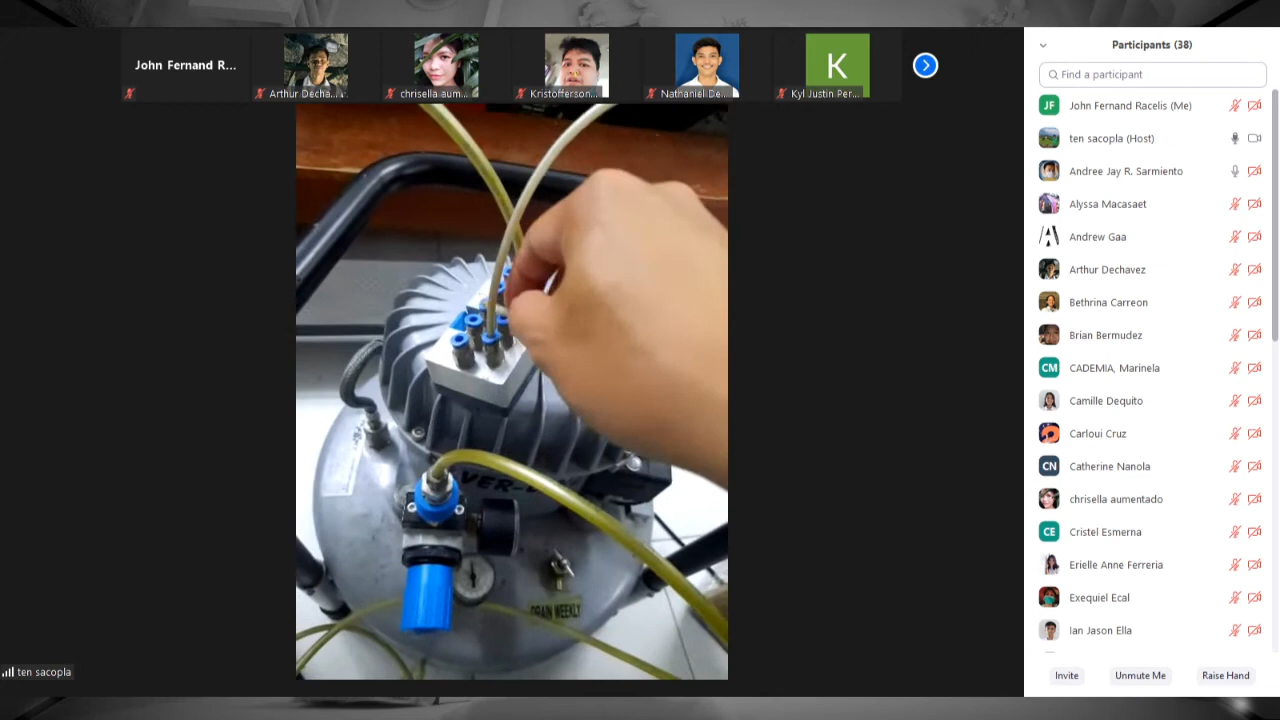 John Fernand R...
Arthur Decha...
chrisella aum...
Kristofferson...
Nathaniel De...
K
Kyl Justin Per...
Participants (38)
Find a participant
JF John Fernand Racelis (Me)
ten sacopla (Host)
Andree Jay R. Sarmiento
Alyssa Macasaet
Andrew Gaa
Arthur Dechavez
Bethrina Carreon
Brian Bermudez
CM CADEMIA, Marinela
Camille Dequito
Carloui Cruz
CN Catherine Nanola
chrisella aumentado
CE Cristel Esmerna
Erielle Anne Ferreria
Exequiel Ecal
Ian Jason Ella
Invite
Unmute Me
Raise Hand
DRAIN WEEKLY
ten sacopla